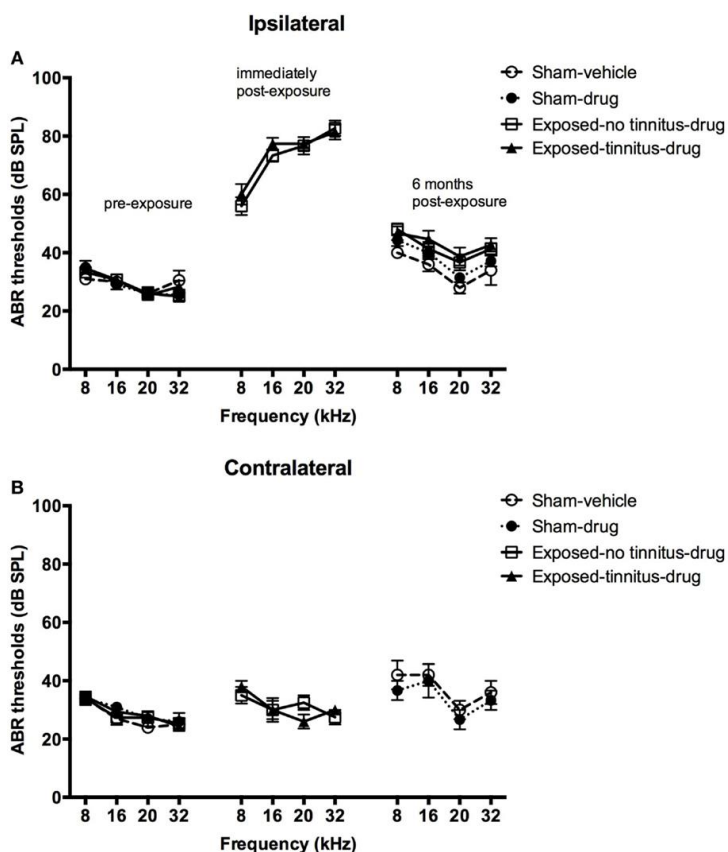 Ipsilateral
A
ABR thresholds (dB SPL)
100
80
60
40
20
0
pre-exposure
immediately
post-exposure
6 months
post-exposure
Sham-vehicle
Sham-drug
Exposed-no tinnitus-drug
Exposed-tinnitus-drug
8 16 20 32 8 16 20 32 8 16 20 32
Frequency (kHz)
Contralateral
B
ABR thresholds (dB SPL)
100
80
60
40
20
0
Sham-vehicle
Sham-drug
Exposed-no tinnitus-drug
Exposed-tinnitus-drug
8 16 20 32 8 16 20 32 8 16 20 32
Frequency (kHz)